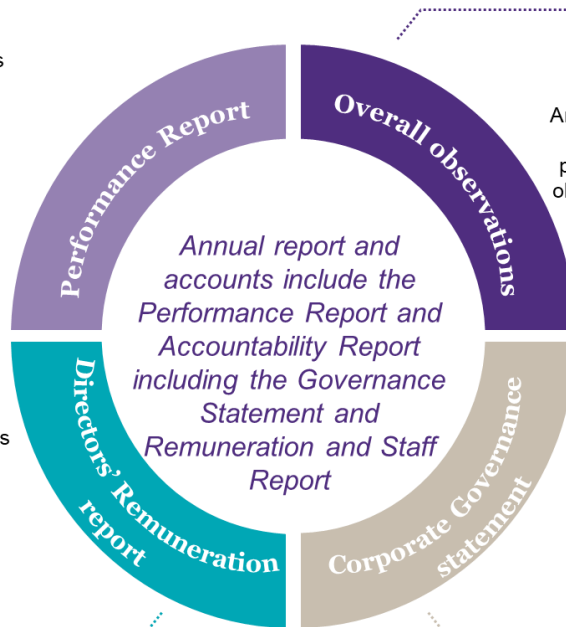 Performance Report
Overall observations
Annual report and
accounts include the
Performance Report and
Accountability Report
including the Governance
Statement and
Remuneration and Staff
Report
Directors’ Remuneration
report
Corporate Governance
statement